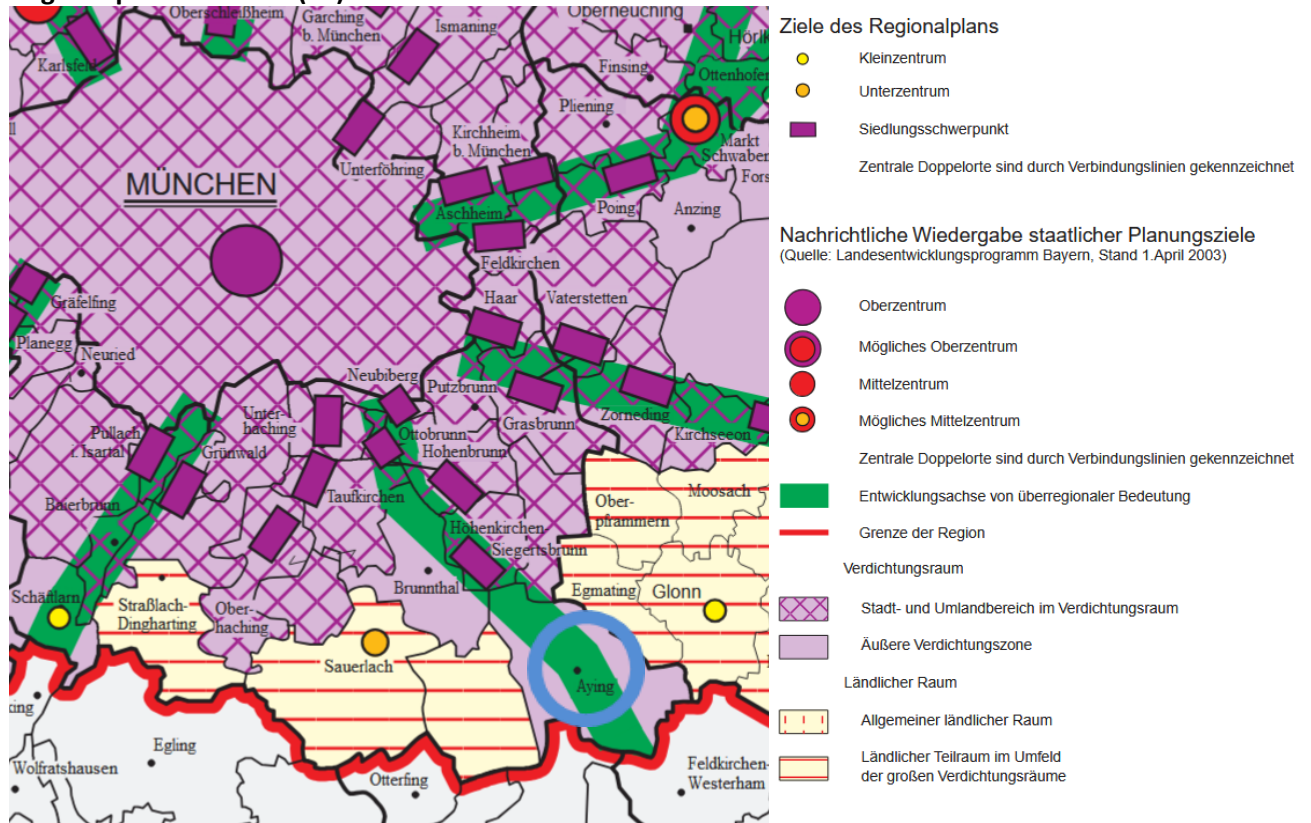 Oberschleißheim
Garching
b. München
Ismaning
Oberneuching
Hörlk
Karlsfeld
Finsing
Ottenhofen
Pliening
Kirchheim
b. München
Markt
Schwaben
Unterföhring
Fors
MÜNCHEN
Aschheim
Poing
Anzing
Feldkirchen
Haar
Vaterstetten
Gräfelfing
Planegg
Neuried
Neubiberg
Putzbrunn
Unter-
haching
Grasbrunn
Zorneding
Kirchseeon
Pullach
i. Isartal
Grünwald
Ottobrunn
Hohenbrunn
Baierbrunn
Taufkirchen
Ober-
pframmern
Moosach
Höhenkirchen-
Siegertsbrunn
Brunnthal
Egmating
Glonn
Schäftlarn
Straßlach-
Dingharting
Ober-
haching
Sauerlach
Aying
king
Egling
Wolfratshausen
Otterfing
Feldkirchen-
Westerham
Ziele des Regionalplans
Kleinzentrum
Unterzentrum
Siedlungsschwerpunkt
Zentrale Doppelorte sind durch Verbindungslinien gekennzeichnet
Nachrichtliche Wiedergabe staatlicher Planungsziele
(Quelle: Landesentwicklungsprogramm Bayern, Stand 1.April 2003)
Oberzentrum
Mögliches Oberzentrum
Mittelzentrum
Mögliches Mittelzentrum
Zentrale Doppelorte sind durch Verbindungslinien gekennzeichnet
Entwicklungsachse von überregionaler Bedeutung
Grenze der Region
Verdichtungsraum
Stadt- und Umlandbereich im Verdichtungsraum
Äußere Verdichtungszone
Ländlicher Raum
Allgemeiner ländlicher Raum
Ländlicher Teilraum im Umfeld
der großen Verdichtungsräume